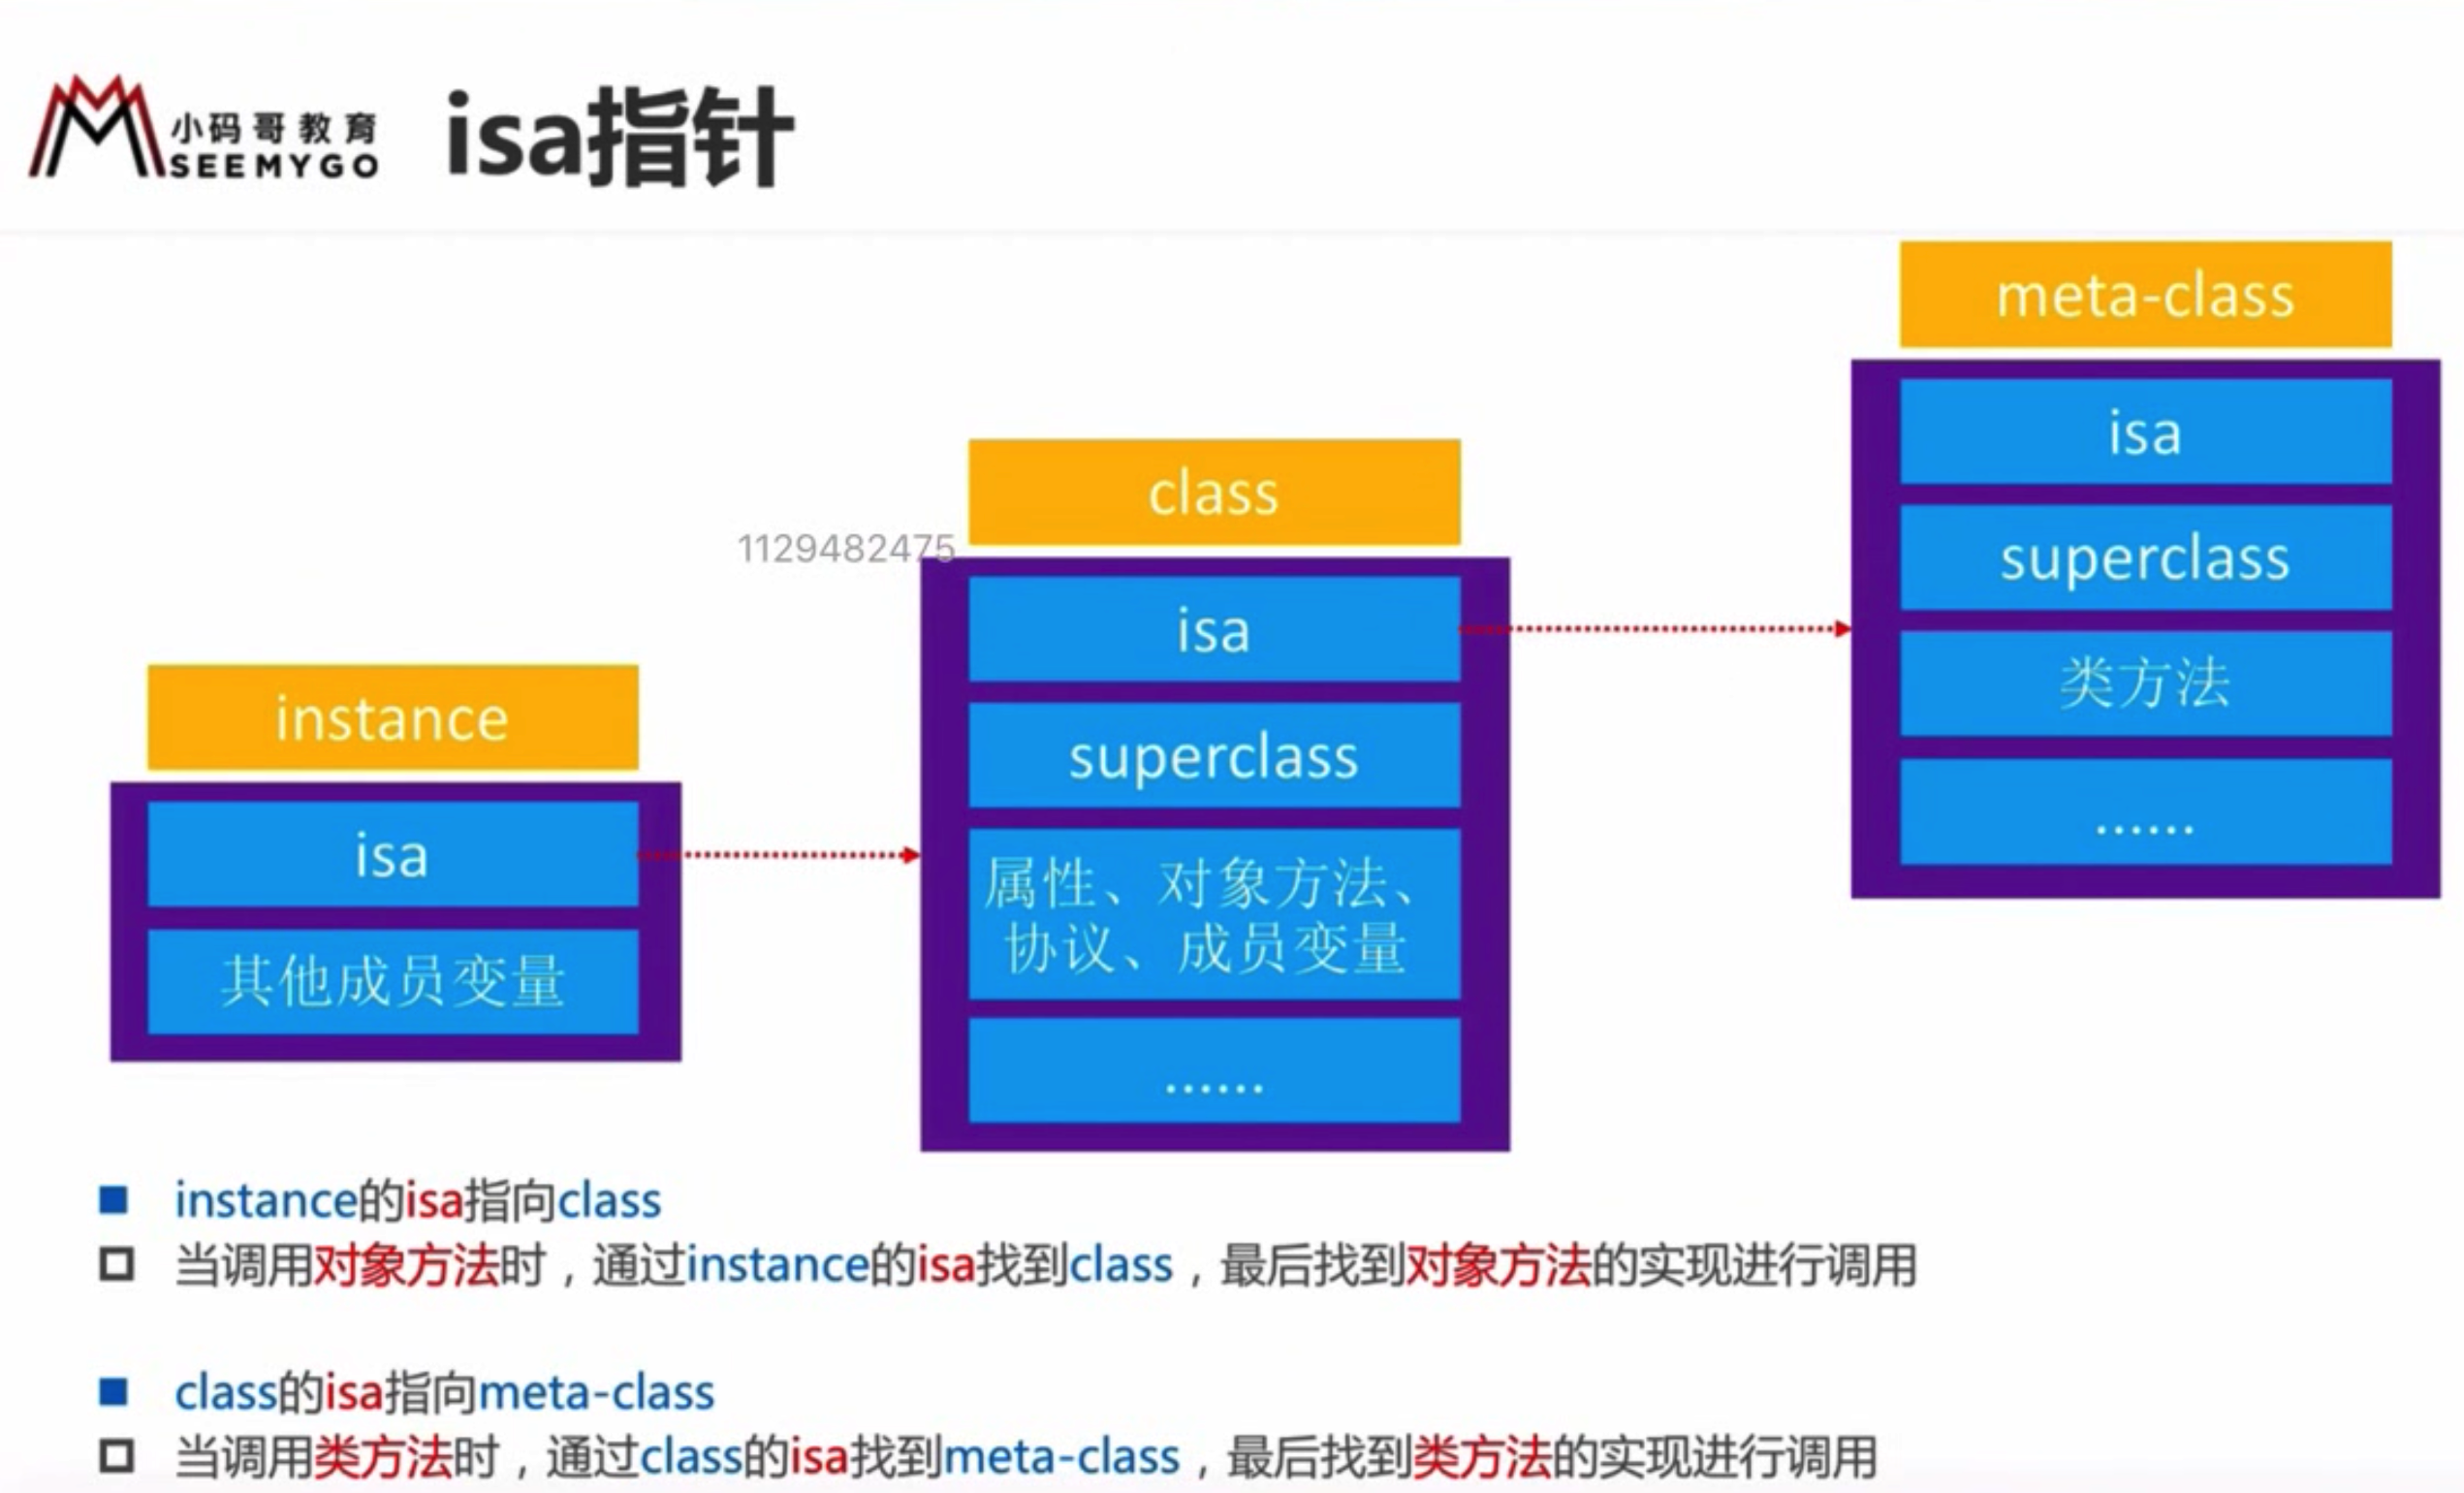 小码哥教育
SEEMYGO
isa指针
meta-class
isa
superclass
类方法
......
class
1129482475
isa
superclass
属性、对象方法、
协议、成员变量
......
instance
isa
其他成员变量
instance的isa指向class
当调用对象方法时，通过instance的isa找到class，最后找到对象方法的实现进行调用
class的isa指向meta-class
当调用类方法时，通过class的isa找到meta-class，最后找到类方法的实现进行调用